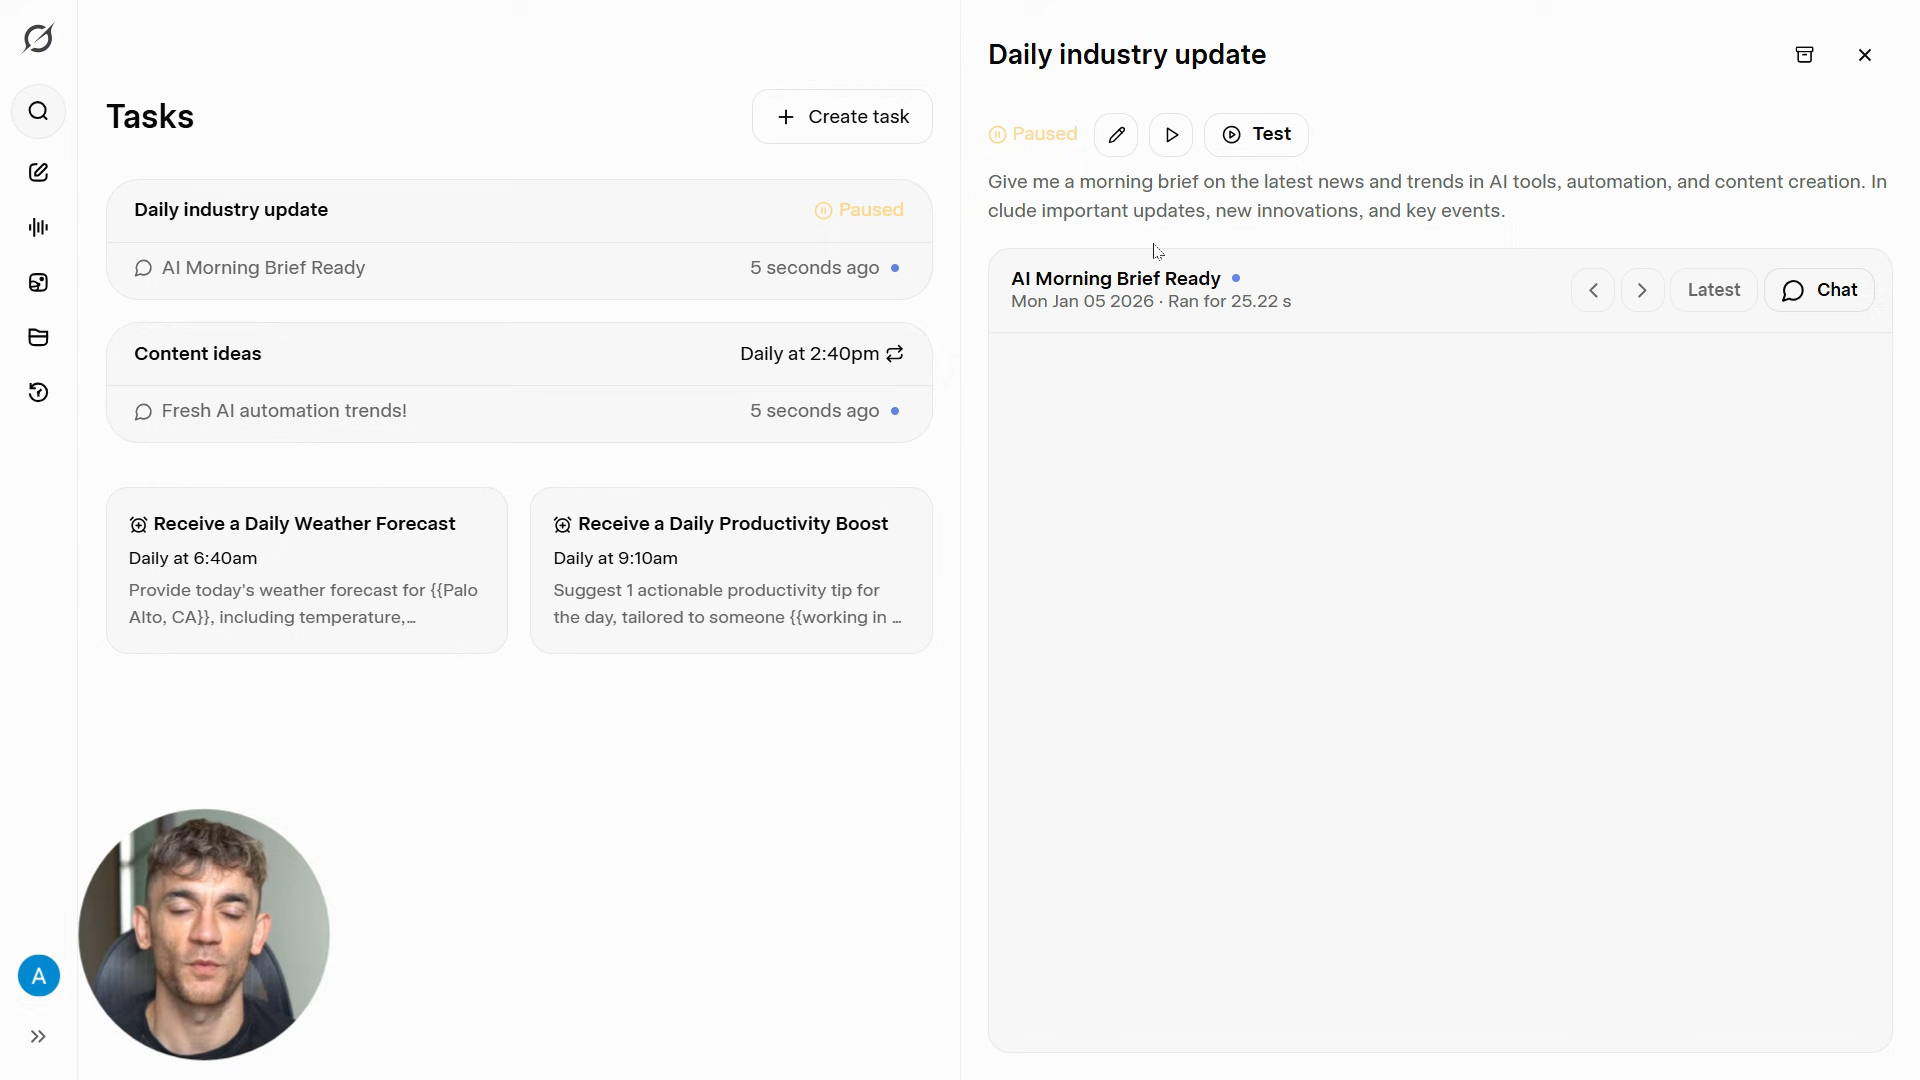 Tasks
Create task
Daily industry update
Paused
AI Morning Brief Ready
5 seconds ago
Content ideas
Daily at 2:40pm
Fresh AI automation trends!
5 seconds ago
Receive a Daily Weather Forecast
Daily at 6:40am
Provide today's weather forecast for {{Palo
Alto, CA}}, including temperature,…
Receive a Daily Productivity Boost
Daily at 9:10am
Suggest 1 actionable productivity tip for
the day, tailored to someone {{working in …
A
Daily industry update
Paused
Test
Give me a morning brief on the latest news and trends in AI tools, automation, and content creation. In
clude important updates, new innovations, and key events.
AI Morning Brief Ready
Mon Jan 05 2026 · Ran for 25.22 s
Latest
Chat